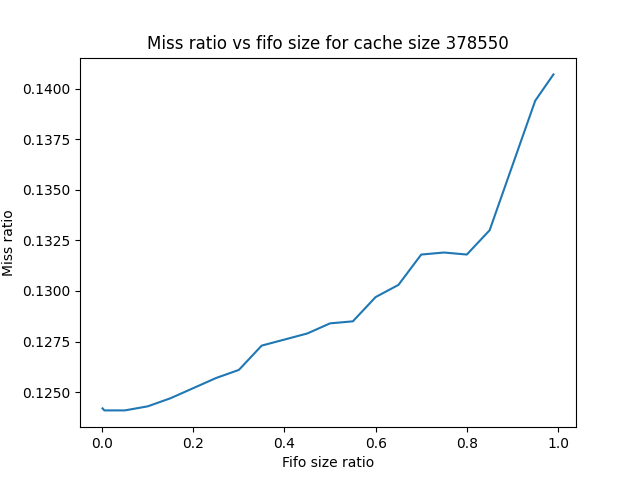 Miss ratio vs fifo size for cache size 378550
0.1400
0.1375
0.1350
0.1325
0.1300
0.1275
0.1250
Miss ratio
0.0 0.2 0.4 0.6 0.8 1.0
Fifo size ratio